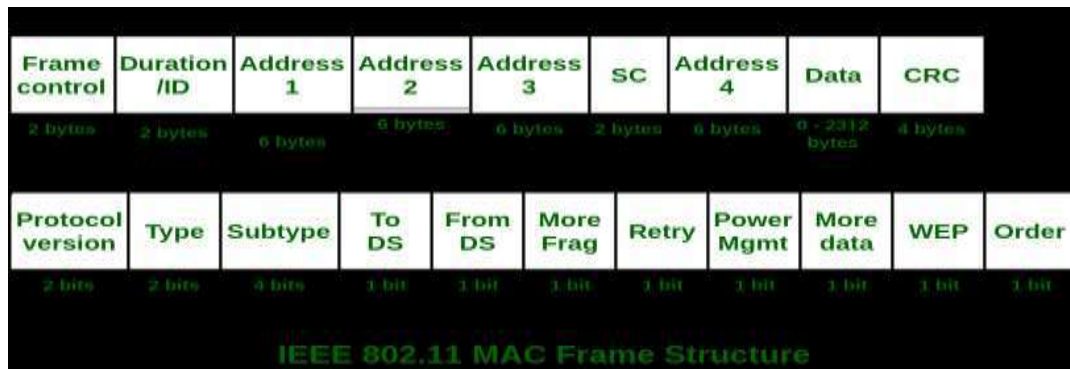 Frame control
Duration /ID
Address 1
Address 2
Address 3
SC
Address 4
Data
CRC
2 bytes
2 bytes
6 bytes
6 bytes
6 bytes
2 bytes
6 bytes
0 - 2312 bytes
4 bytes
Protocol version
Type
Subtype
To DS
From DS
More Frag
Retry
Power Mgmt
More data
WEP
Order
2 bits
2 bits
4 bits
1 bit
1 bit
1 bit
1 bit
1 bit
1 bit
1 bit
1 bit
IEEE 802.11 MAC Frame Structure